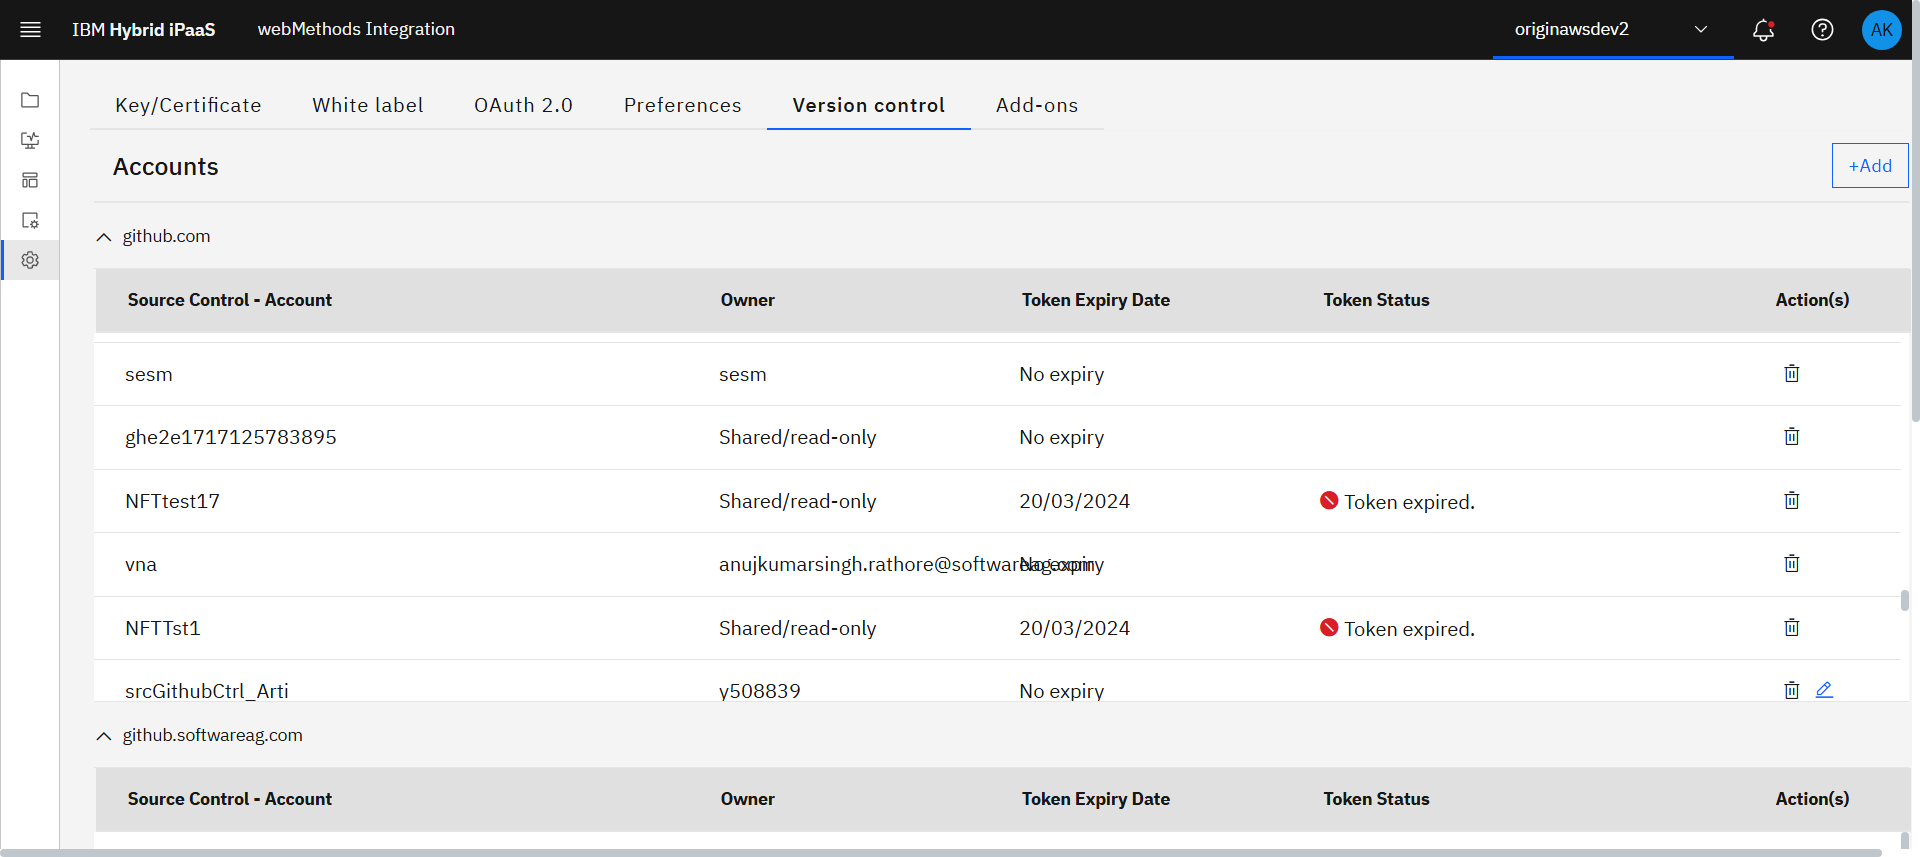 IBM Hybrid iPaaS webMethods Integration originawsdev2 AK
Key/Certificate White label OAuth 2.0 Preferences Version control Add-ons
Accounts +Add
github.com
Source Control - Account Owner Token Expiry Date Token Status Action(s)
sesm sesm No expiry
ghe2e1717125783895 Shared/read-only No expiry
NFTtest17 Shared/read-only 20/03/2024 Token expired.
vna anujkumarsingh.rathore@softwareag.com No expiry
NFTTst1 Shared/read-only 20/03/2024 Token expired.
srcGithubCtrl_Arti y508839 No expiry
github.softwareag.com
Source Control - Account Owner Token Expiry Date Token Status Action(s)